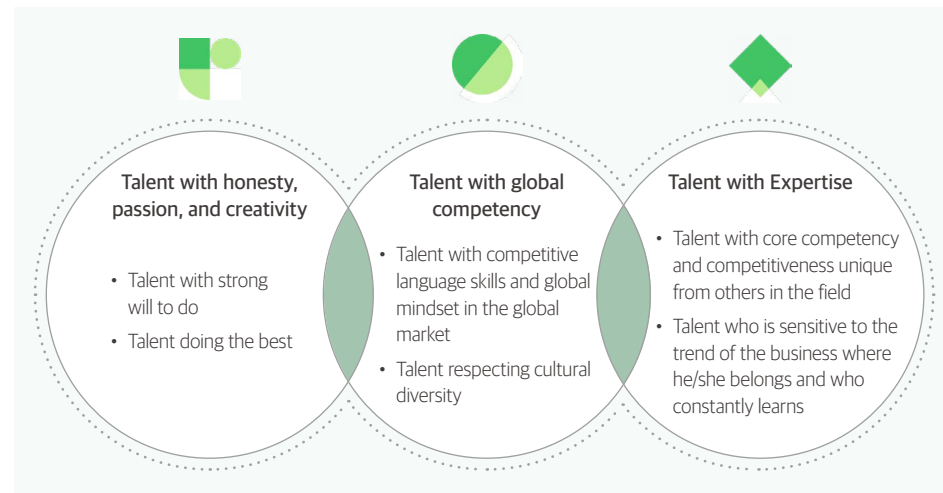 Talent with honesty,
passion, and creativity
• Talent with strong
will to do
• Talent doing the best
Talent with global
competency
• Talent with competitive
language skills and global
mindset in the global
market
• Talent respecting cultural
diversity
Talent with Expertise
• Talent with core competency
and competitiveness unique
from others in the field
• Talent who is sensitive to the
trend of the business where
he/she belongs and who
constantly learns